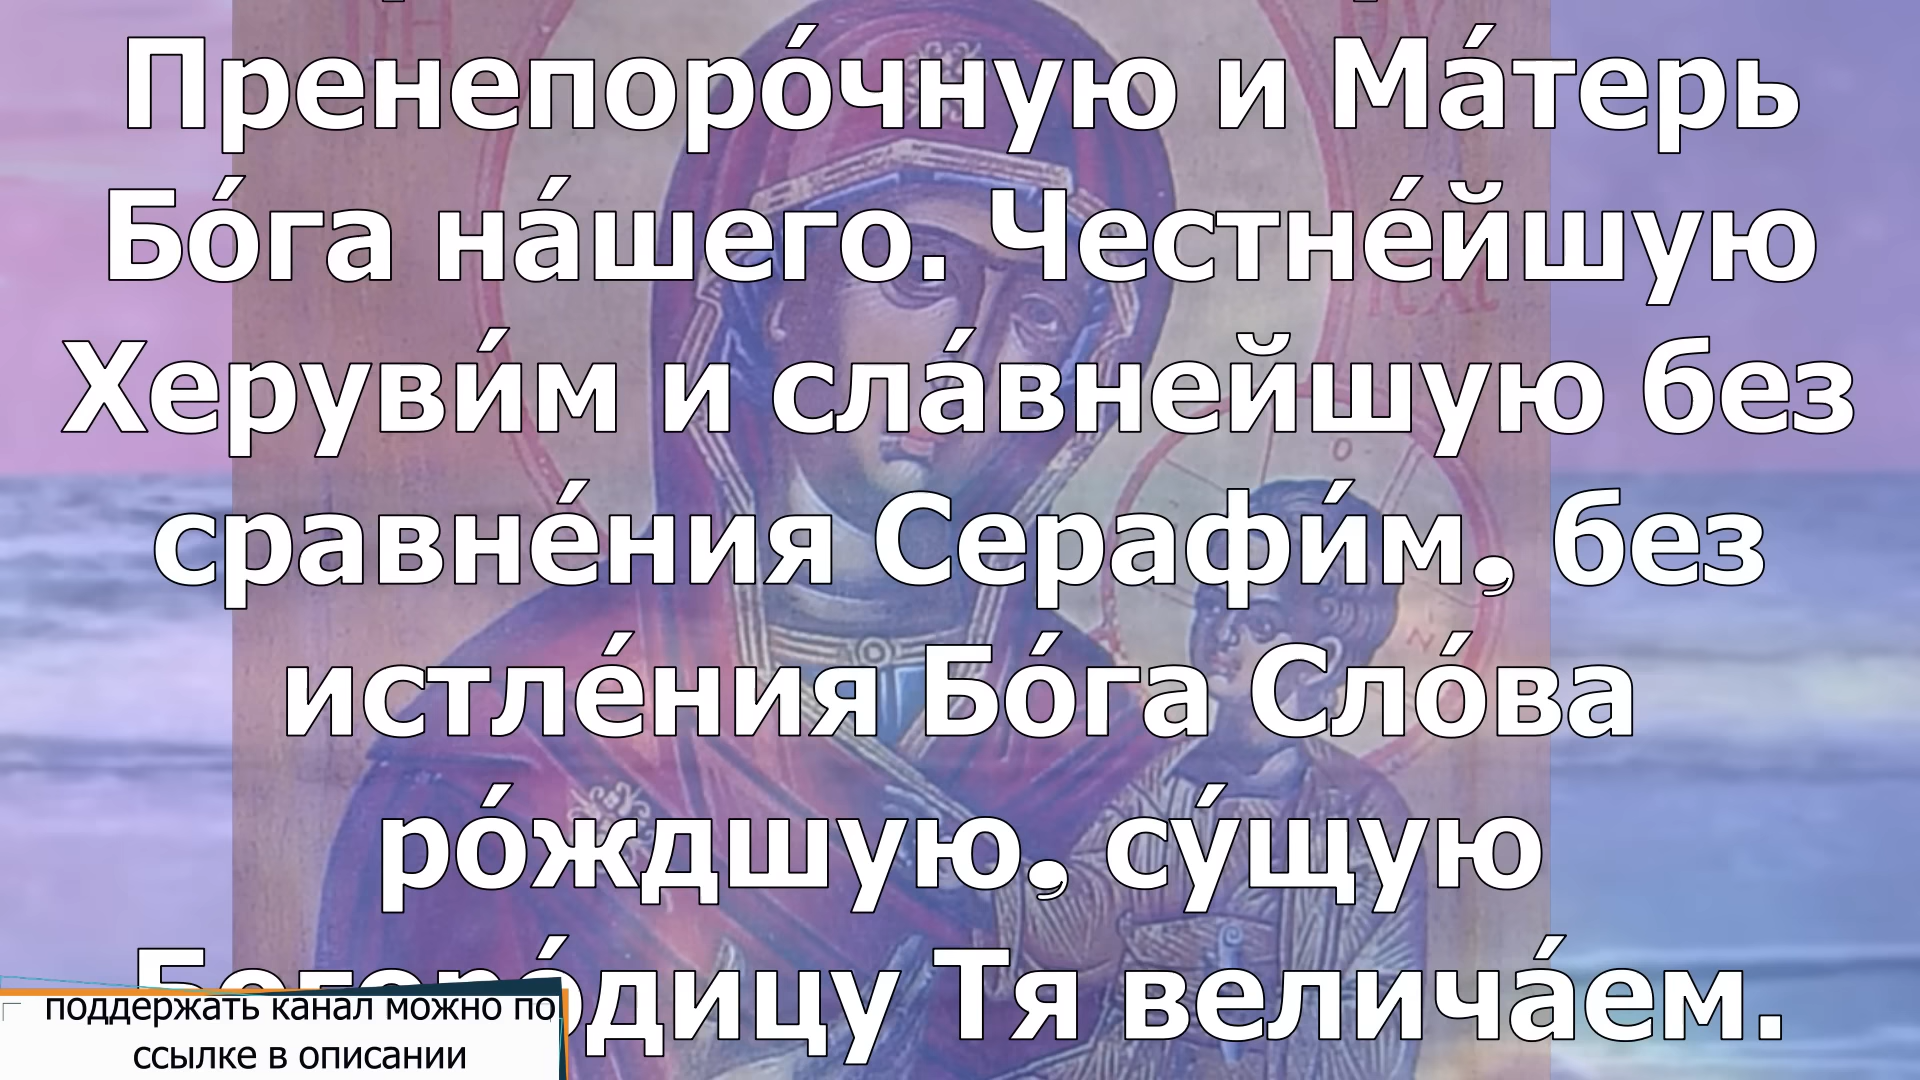 Пренепоро́чную и Ма́терь
Бо́га на́шего. Честне́йшую
Херуви́м и сла́внейшую без
сравне́ния Серафи́м, без
истле́ния Бо́га Сло́ва
ро́ждшую, су́щую
Богоро́дицу Тя велича́ем.
поддержать канал можно по
ссылке в описании